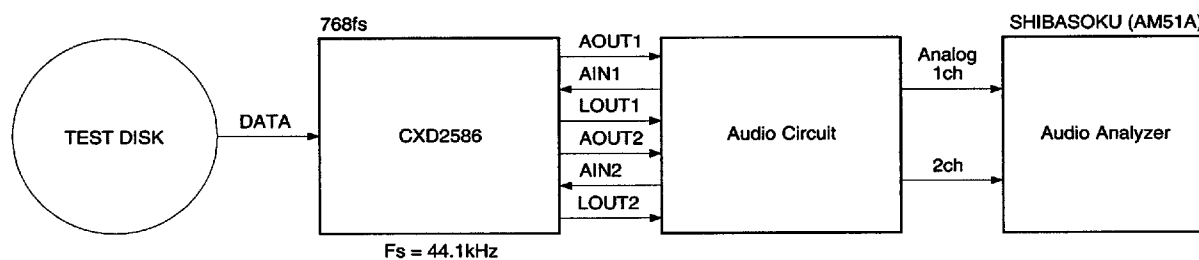 768fs
SHIBASOKU (AM51A)
TEST DISK
DATA
CXD2586
AOUT1
AIN1
LOUT1
AOUT2
AIN2
LOUT2
Audio Circuit
Analog
1ch
2ch
Audio Analyzer
Fs = 44.1kHz